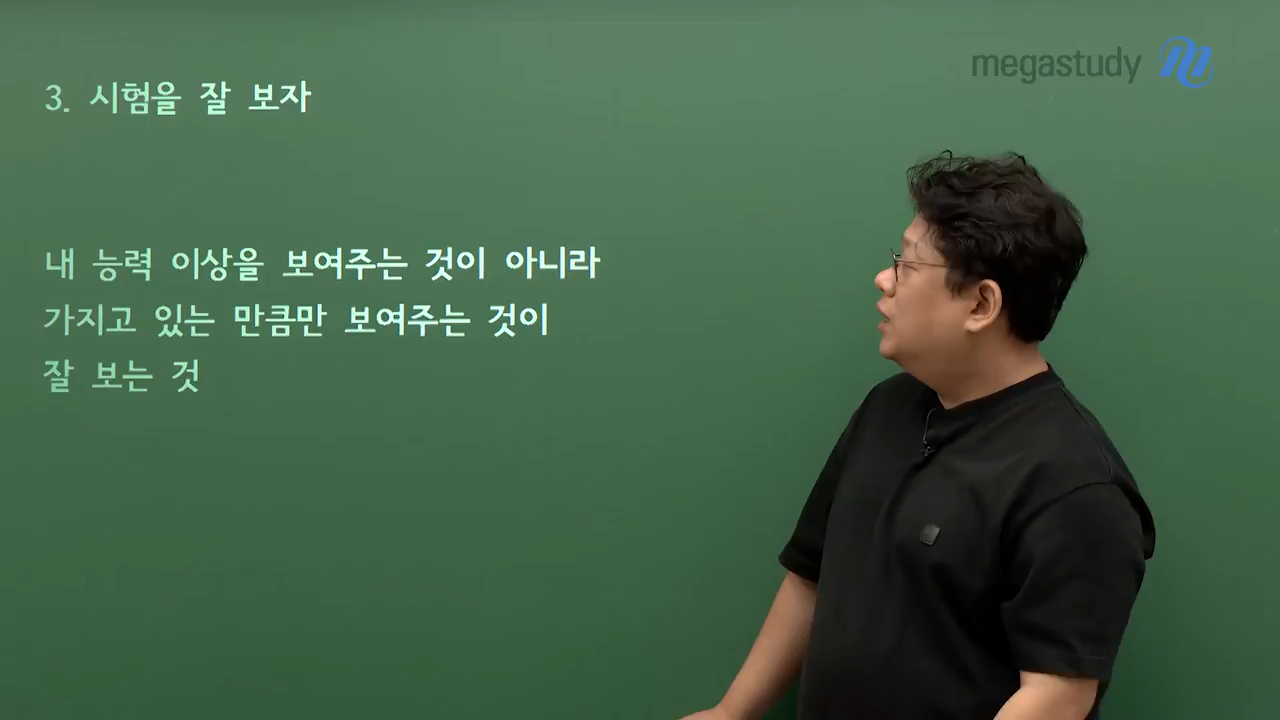 megastudy
3. 시험을 잘 보자
내 능력 이상을 보여주는 것이 아니라
가지고 있는 만큼만 보여주는 것이
잘 보는 것